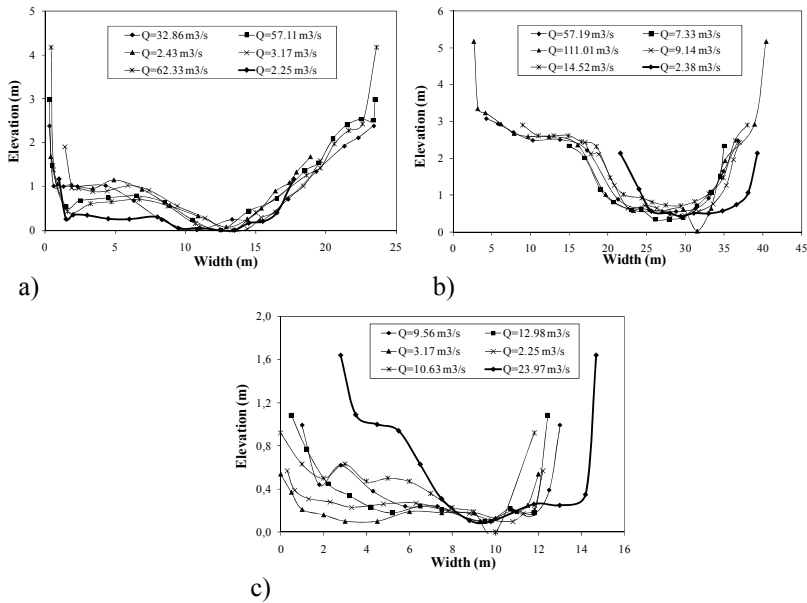 Q=32.86 m3/s
Q=57.11 m3/s
Q=2.43 m3/s
Q=3.17 m3/s
Q=62.33 m3/s
Q=2.25 m3/s
Elevation (m)
5
4
3
2
1
0
0 5 10 15 20 25
Width (m)
a)
Q=57.19 m3/s
Q=7.33 m3/s
Q=111.01 m3/s
Q=9.14 m3/s
Q=14.52 m3/s
Q=2.38 m3/s
Elevation (m)
6
5
4
3
2
1
0
0 5 10 15 20 25 30 35 40 45
Width (m)
b)
Q=9.56 m3/s
Q=12.98 m3/s
Q=3.17 m3/s
Q=2.25 m3/s
Q=10.63 m3/s
Q=23.97 m3/s
Elevation (m)
2,0
1,6
1,2
0,8
0,4
0,0
0 2 4 6 8 10 12 14 16
Width (m)
c)